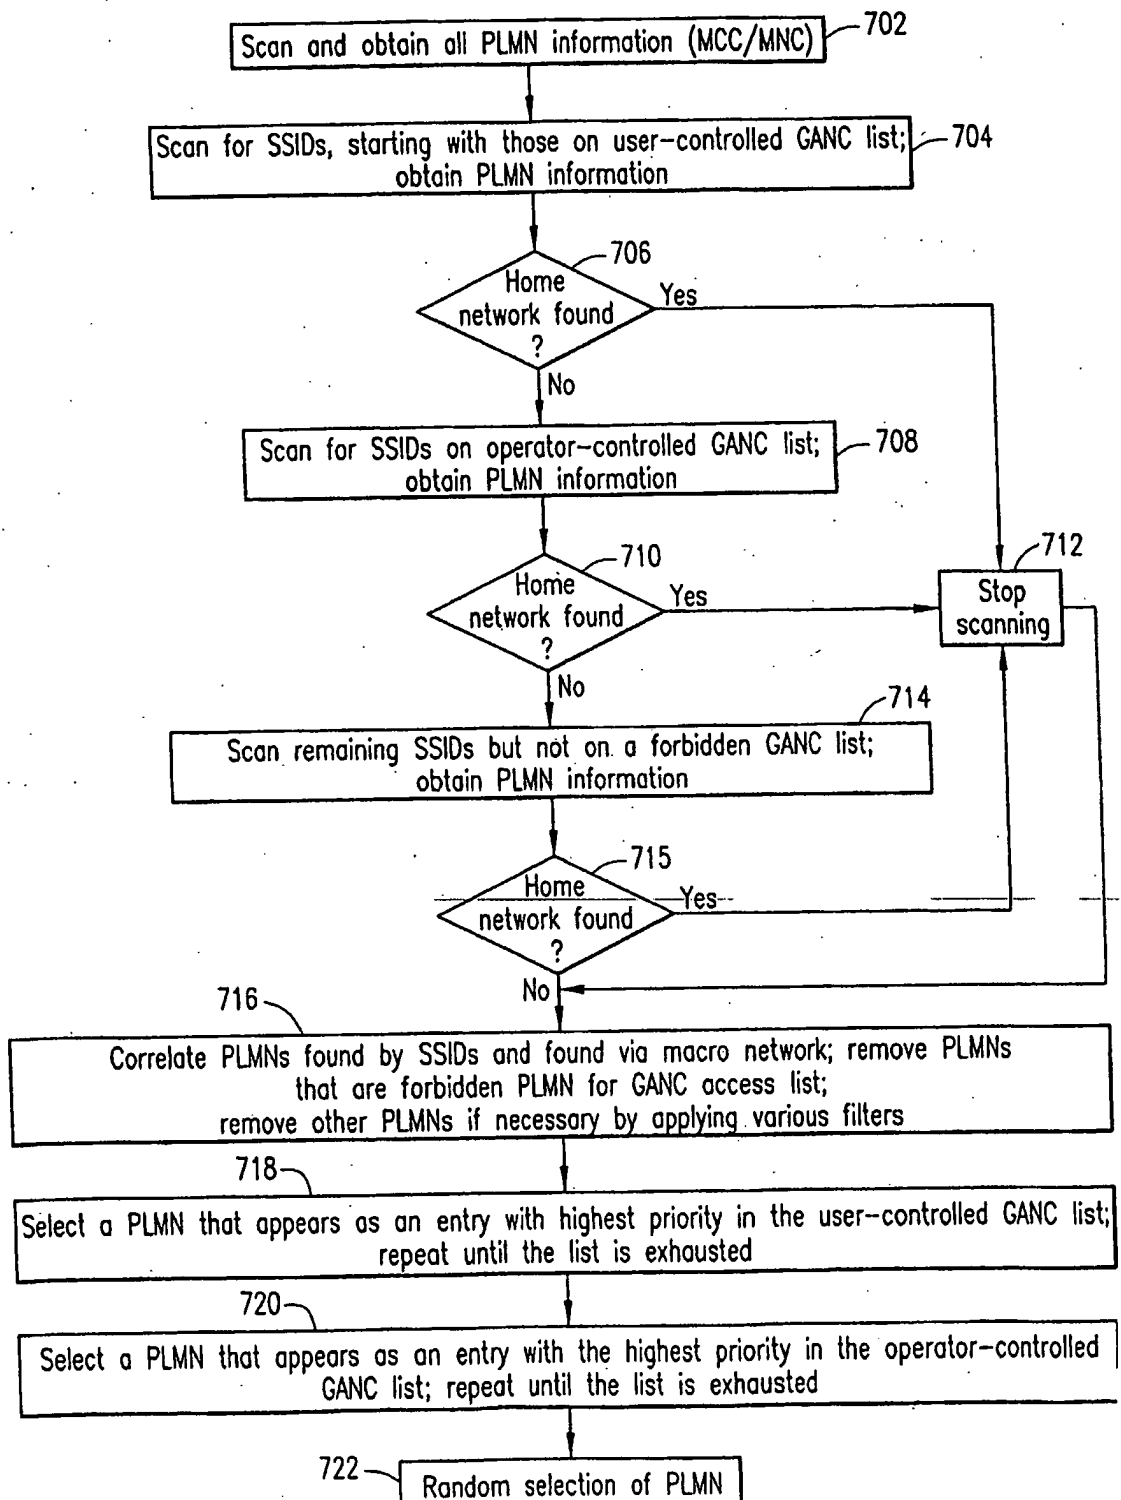 Scan and obtain all PLMN information (MCC/MNC)
702
Scan for SSIDs, starting with those on user-controlled GANC list;
obtain PLMN information
704
706
Home
network found
?
Yes
No
Scan for SSIDs on operator-controlled GANC list;
obtain PLMN information
708
710
Home
network found
?
Yes
712
Stop
scanning
No
714
Scan remaining SSIDs but not on a forbidden GANC list;
obtain PLMN information
715
Home
network found
?
Yes
No
716
Correlate PLMNs found by SSIDs and found via macro network; remove PLMNs
that are forbidden PLMN for GANC access list;
remove other PLMNs if necessary by applying various filters
718
Select a PLMN that appears as an entry with highest priority in the user-controlled GANC list;
repeat until the list is exhausted
720
Select a PLMN that appears as an entry with the highest priority in the operator-controlled
GANC list; repeat until the list is exhausted
722
Random selection of PLMN